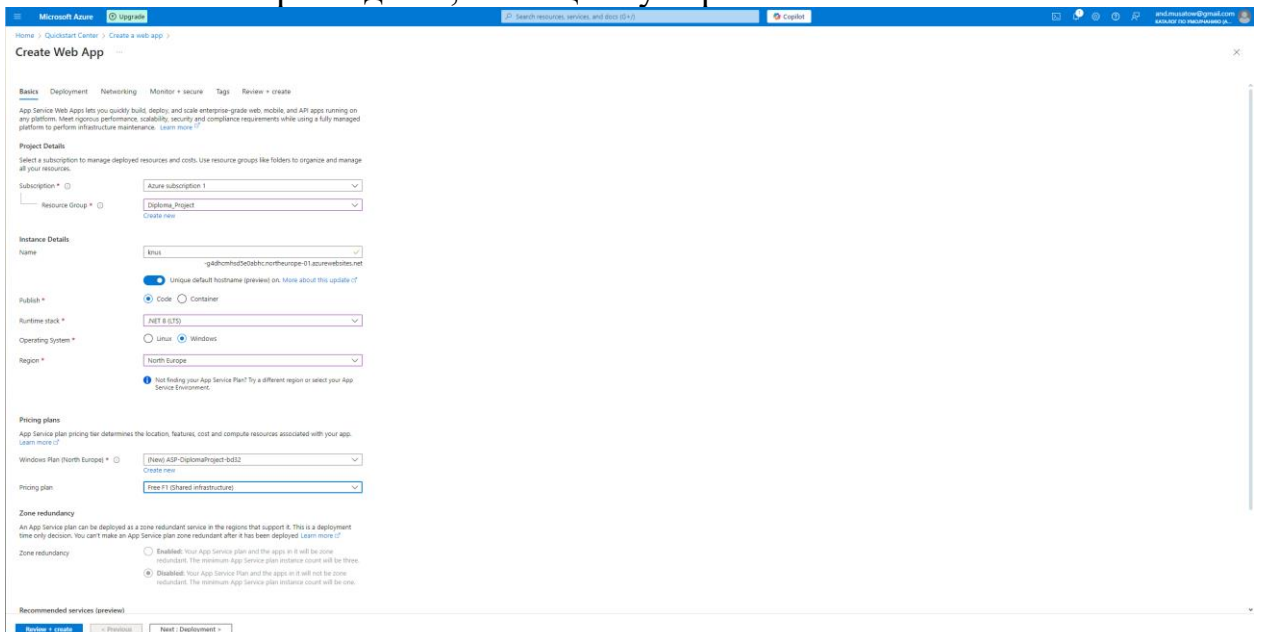 Microsoft Azure
Upgrade
Search resources, services, and docs (G+/)
Copilot
and.musatow@gmail.com
Home > Quickstart Center > Create a web app >
Create Web App ...
Basics Deployment Networking Monitor + secure Tags Review + create
App Service Web Apps lets you quickly build, deploy, and scale enterprise-grade web, mobile, and API apps running on
any platform. Meet rigorous performance, scalability, security and compliance requirements while using a fully managed
platform to perform infrastructure maintenance. Learn more
Project Details
Select a subscription to manage deployed resources and costs. Use resource groups like folders to organize and manage
all your resources.
Subscription *
Azure subscription 1
Resource Group *
Diploma_Project
Create new
Instance Details
Name
knus
-g4dhcmhsd5e0abhc.northeurope-01.azurewebsites.net
Unique default hostname (preview) on. More about this update
Publish *
Code Container
Runtime stack *
.NET 8 (LTS)
Operating System *
Linux Windows
Region *
North Europe
Not finding your App Service Plan? Try a different region or select your App
Service Environment.
Pricing plans
App Service plan pricing tier determines the location, features, cost and compute resources associated with your app.
Learn more
Windows Plan (North Europe) *
(New) ASP-DiplomaProject-bd32
Create new
Pricing plan
Free F1 (Shared infrastructure)
Zone redundancy
An App Service plan can be deployed as a zone redundant service in the regions that support it. This is a deployment
time only decision. You can't make an App Service plan zone redundant after it has been deployed Learn more
Zone redundancy
Enabled: Your App Service plan and the apps in it will be zone
redundant. The minimum App Service plan instance count will be three.
Disabled: Your App Service Plan and the apps in it will not be zone
redundant. The minimum App Service plan instance count will be one.
Recommended services (preview)
Review + create
< Previous
Next : Deployment >